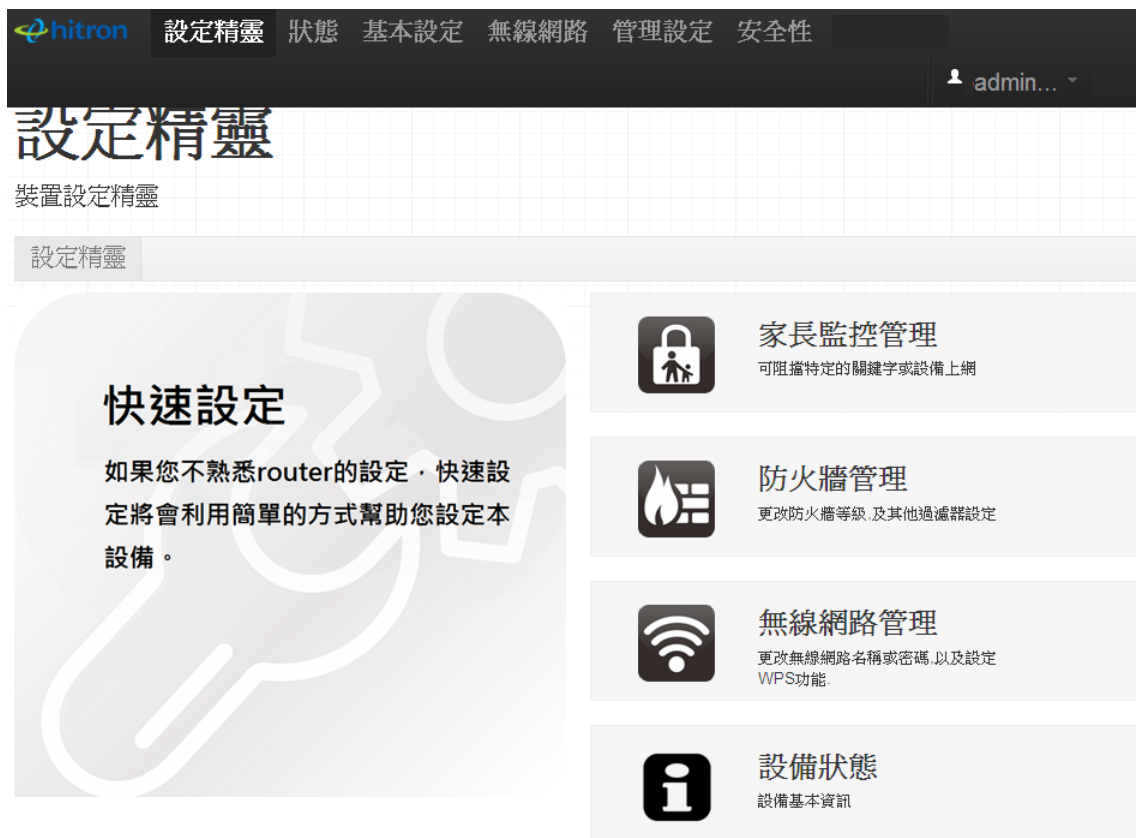 hitron 設定精靈 狀態 基本設定 無線網路 管理設定 安全性
admin...
設定精靈
裝置設定精靈
設定精靈
快速設定
如果您不熟悉router的設定，快速設
定將會利用簡單的方式幫助您設定本
設備。
家長監控管理
可阻擋特定的關鍵字或設備上網
防火牆管理
更改防火牆等級,及其他過濾器設定
無線網路管理
更改無線網路名稱或密碼,以及設定
WPS功能.
設備狀態
設備基本資訊